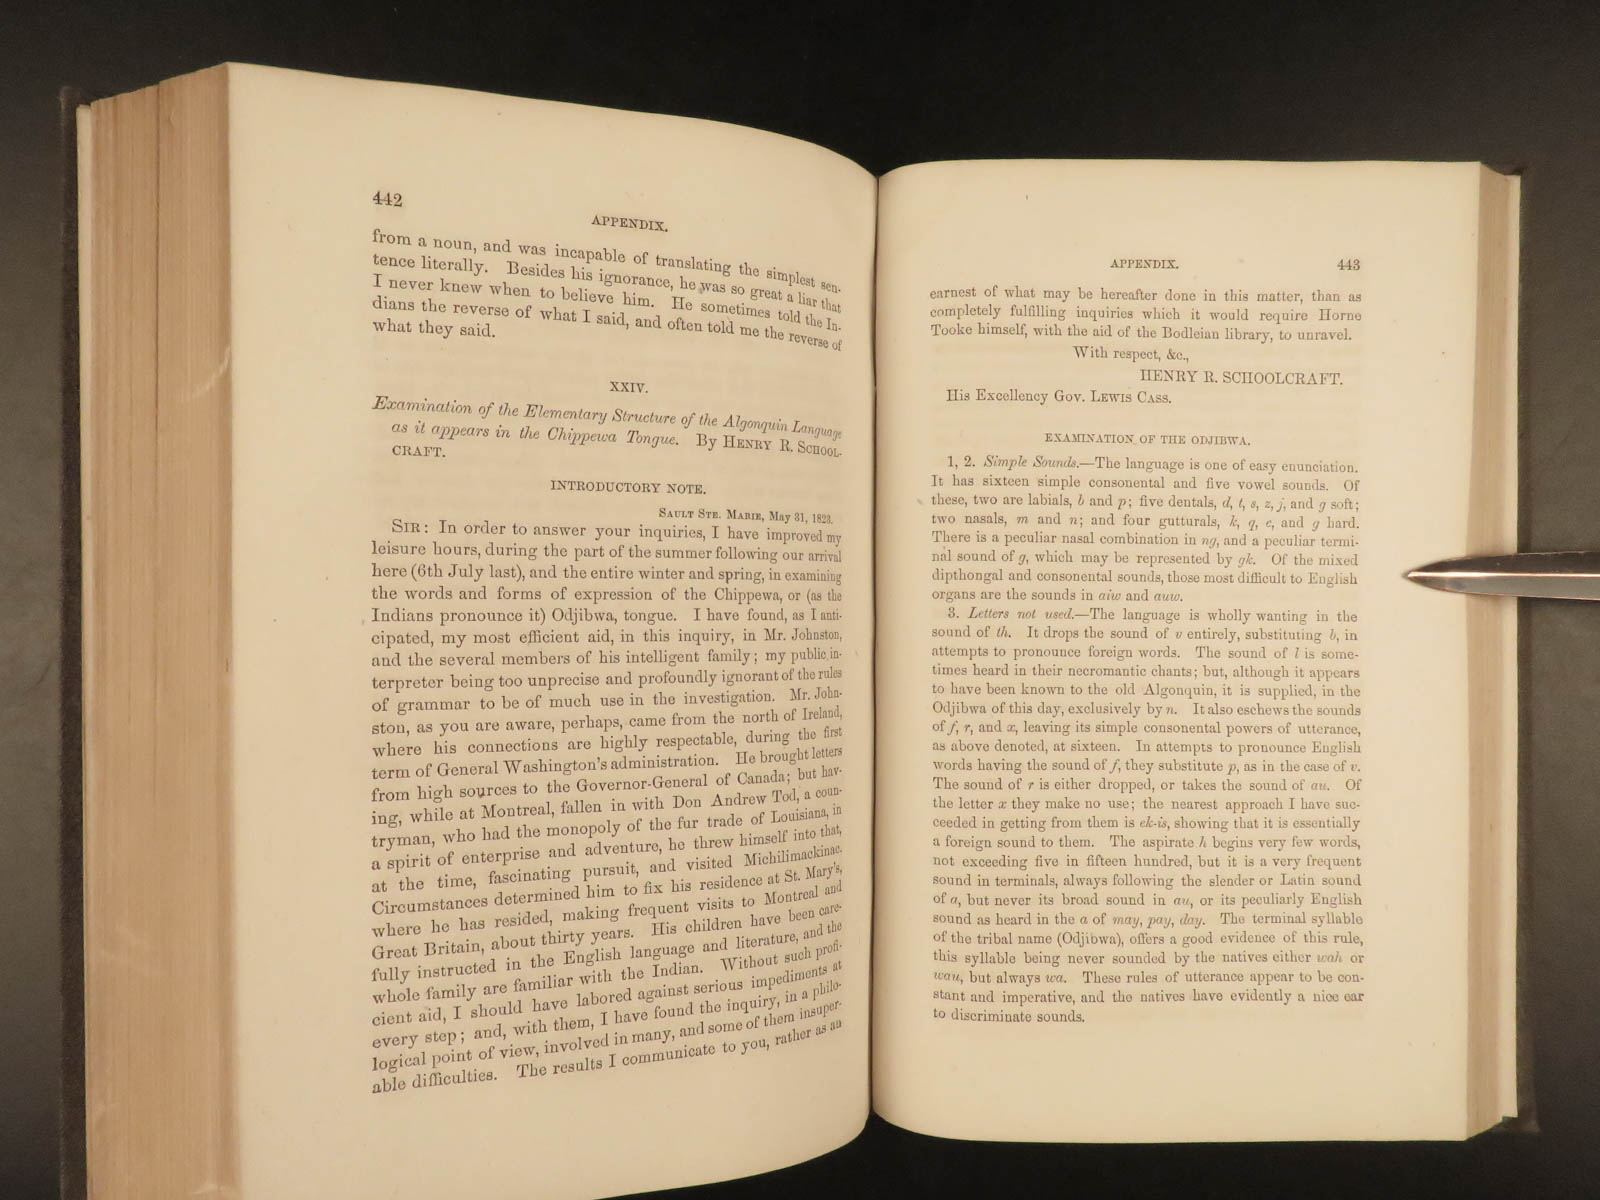 442
APPENDIX.
from a noun, and was incapable of translating the simplest sen-
tence literally. Besides his ignorance, he was so great a liar that
I never knew when to believe him. He sometimes told the In-
dians the reverse of what I said, and often told me the reverse of
what they said.
XXIV.
Examination of the Elementary Structure of the Algonquin Language
as it appears in the Chippewa Tongue. By HENRY R. SCHOOL-
CRAFT.
INTRODUCTORY NOTE.
SAULT STE. MARIE, May 31, 1823.
SIR: In order to answer your inquiries, I have improved my
leisure hours, during the part of the summer following our arrival
here (6th July last), and the entire winter and spring, in examining
the words and forms of expression of the Chippewa, or (as the
Indians pronounce it) Odjibwa, tongue. I have found, as I anti-
cipated, my most efficient aid, in this inquiry, in Mr. Johnston,
and the several members of his intelligent family; my public in-
terpreter being too unprecise and profoundly ignorant of the rules
of grammar to be of much use in the investigation. Mr. John-
ston, as you are aware, perhaps, came from the north of Ireland,
where his connections are highly respectable, during the first
term of General Washington's administration. He brought letters
from high sources to the Governor-General of Canada; but hav-
ing, while at Montreal, fallen in with Don Andrew Tod, a coun-
tryman, who had the monopoly of the fur trade of Louisiana, in
a spirit of enterprise and adventure, he threw himself into that,
at the time, fascinating pursuit, and visited Michilimackinac.
Circumstances determined him to fix his residence at St. Mary's,
where he has resided, making frequent visits to Montreal and
Great Britain, about thirty years. His children have been care-
fully instructed in the English language and literature, and the
whole family are familiar with the Indian. Without such profi-
cient aid, I should have labored against serious impediments at
every step; and, with them, I have found the inquiry, in a philo-
logical point of view, involved in many, and some of them insuper-
able difficulties. The results I communicate to you, rather as an
APPENDIX. 443
earnest of what may be hereafter done in this matter, than as
completely fulfilling inquiries which it would require Horne
Tooke himself, with the aid of the Bodleian library, to unravel.
With respect, &c.,
HENRY R. SCHOOLCRAFT.
His Excellency Gov. LEWIS CASS.
EXAMINATION OF THE ODJIBWA.
1, 2. Simple Sounds.—The language is one of easy enunciation.
It has sixteen simple consonental and five vowel sounds. Of
these, two are labials, b and p; five dentals, d, t, s, z, j, and g soft;
two nasals, m and n; and four gutturals, k, q, c, and g hard.
There is a peculiar nasal combination in ng, and a peculiar termi-
nal sound of g, which may be represented by gk. Of the mixed
dipthongal and consonental sounds, those most difficult to English
organs are the sounds in aiw and auw.
3. Letters not used.—The language is wholly wanting in the
sound of th. It drops the sound of v entirely, substituting b, in
attempts to pronounce foreign words. The sound of l is some-
times heard in their necromantic chants; but, although it appears
to have been known to the old Algonquin, it is supplied, in the
Odjibwa of this day, exclusively by n. It also eschews the sounds
of f, r, and x, leaving its simple consonental powers of utterance,
as above denoted, at sixteen. In attempts to pronounce English
words having the sound of f, they substitute p, as in the case of v.
The sound of r is either dropped, or takes the sound of au. Of
the letter x they make no use; the nearest approach I have suc-
ceeded in getting from them is ek-is, showing that it is essentially
a foreign sound to them. The aspirate h begins very few words,
not exceeding five in fifteen hundred, but it is a very frequent
sound in terminals, always following the slender or Latin sound
of a, but never its broad sound in au, or its peculiarly English
sound as heard in the a of may, pay, day. The terminal syllable
of the tribal name (Odjibwa), offers a good evidence of this rule,
this syllable being never sounded by the natives either wah or
wau, but always wa. These rules of utterance appear to be con-
stant and imperative, and the natives have evidently a nice ear
to discriminate sounds.